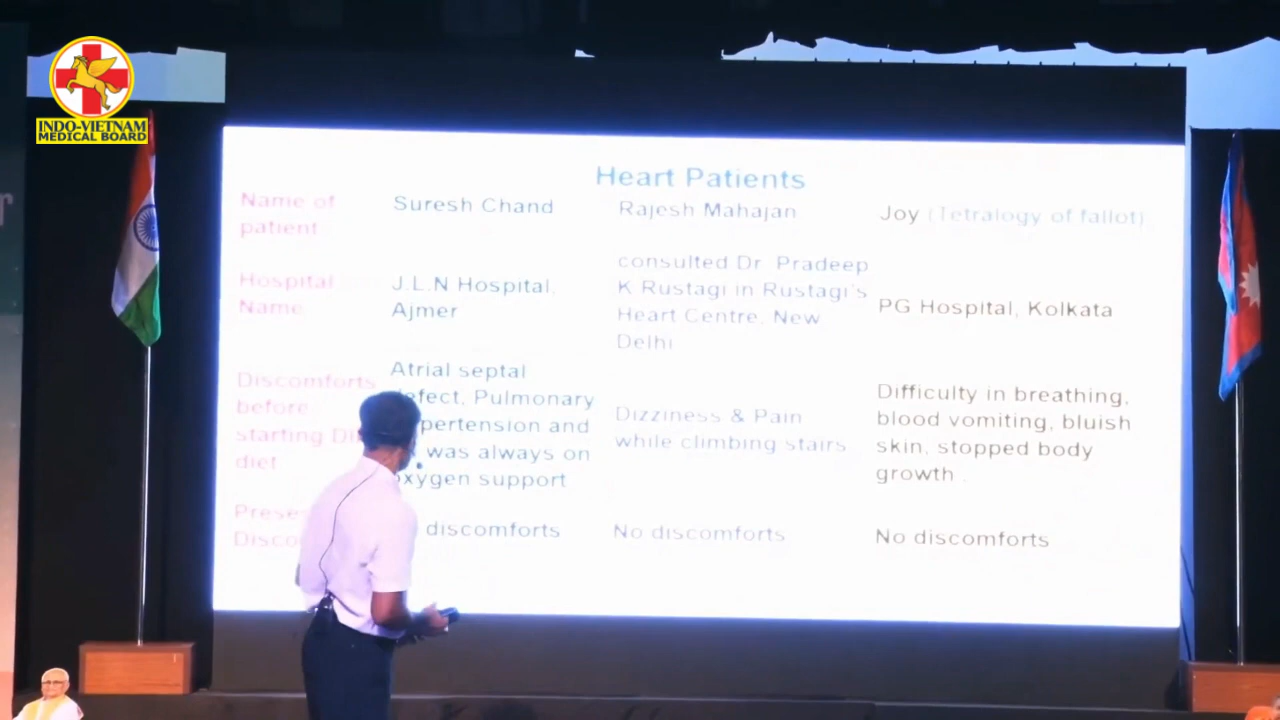 INDO-VIETNAM
MEDICAL BOARD
r
Heart Patients
Name of
patient
Suresh Chand
Rajesh Mahajan
Joy (Tetralogy of fallot)
Hospital
Name
J.L.N Hospital,
Ajmer
consulted Dr. Pradeep
K Rustagi in Rustagi's
Heart Centre, New
Delhi
PG Hospital, Kolkata
Discomforts
before
starting
diet
Atrial septal
defect, Pulmonary
pertension and
was always on
oxygen support
Dizziness & Pain
while climbing stairs
Difficulty in breathing,
blood vomiting, bluish
skin, stopped body
growth .
Prese
Disco
discomforts
No discomforts
No discomforts